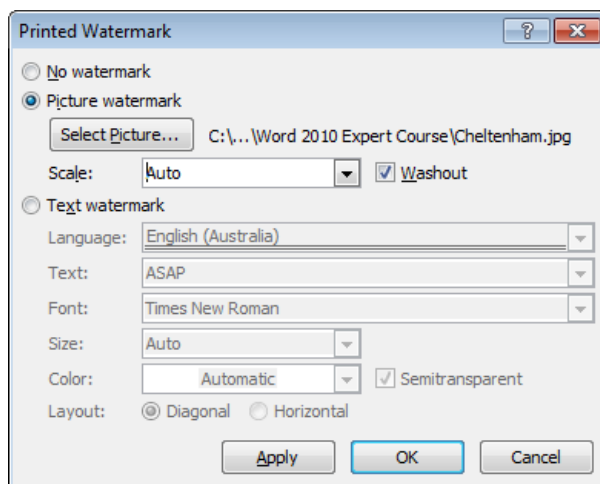 Printed Watermark
No watermark
Picture watermark
Select Picture... C:\...\Word 2010 Expert Course\Cheltenham.jpg
Scale: Auto Washout
Text watermark
Language: English (Australia)
Text: ASAP
Font: Times New Roman
Size: Auto
Color: Automatic Semitransparent
Layout: Diagonal Horizontal
Apply OK Cancel